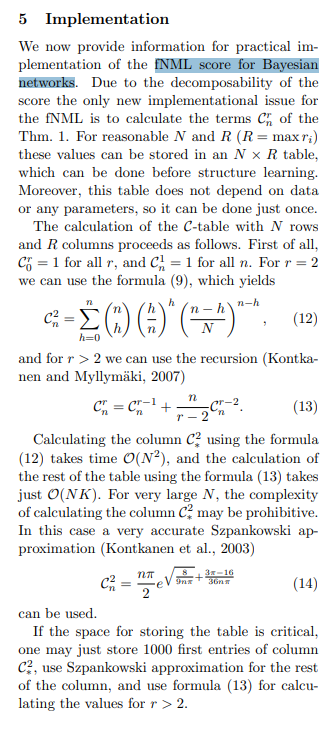 5 Implementation
We now provide information for practical im-
plementation of the fNML score for Bayesian
networks. Due to the decomposability of the
score the only new implementational issue for
the fNML is to calculate the terms $\mathcal{C}_n^r$ of the
Thm. 1. For reasonable N and R (R = max r_i)
these values can be stored in an N × R table,
which can be done before structure learning.
Moreover, this table does not depend on data
or any parameters, so it can be done just once.
The calculation of the $\mathcal{C}$-table with N rows
and R columns proceeds as follows. First of all,
$\mathcal{C}_0^r = 1$ for all r, and $\mathcal{C}_n^1 = 1$ for all n. For r = 2
we can use the formula (9), which yields
$\mathcal{C}_n^2 = \sum_{h=0}^{n} \binom{n}{h} \left(\frac{h}{n}\right)^h \left(\frac{n-h}{N}\right)^{n-h},$ (12)
and for r > 2 we can use the recursion (Kontka-
nen and Myllymäki, 2007)
$\mathcal{C}_n^r = \mathcal{C}_n^{r-1} + \frac{n}{r-2} \mathcal{C}_n^{r-2}.$ (13)
Calculating the column $\mathcal{C}_*^2$ using the formula
(12) takes time $\mathcal{O}(N^2)$, and the calculation of
the rest of the table using the formula (13) takes
just $\mathcal{O}(NK)$. For very large N, the complexity
of calculating the column $\mathcal{C}_*^2$ may be prohibitive.
In this case a very accurate Szpankowski ap-
proximation (Kontkanen et al., 2003)
$\mathcal{C}_n^2 = \frac{n\pi}{2} e^{\sqrt{\frac{8}{9n\pi}} + \frac{3\pi-16}{36n\pi}}$ (14)
can be used.
If the space for storing the table is critical,
one may just store 1000 first entries of column
$\mathcal{C}_*^2$, use Szpankowski approximation for the rest
of the column, and use formula (13) for calcu-
lating the values for r > 2.